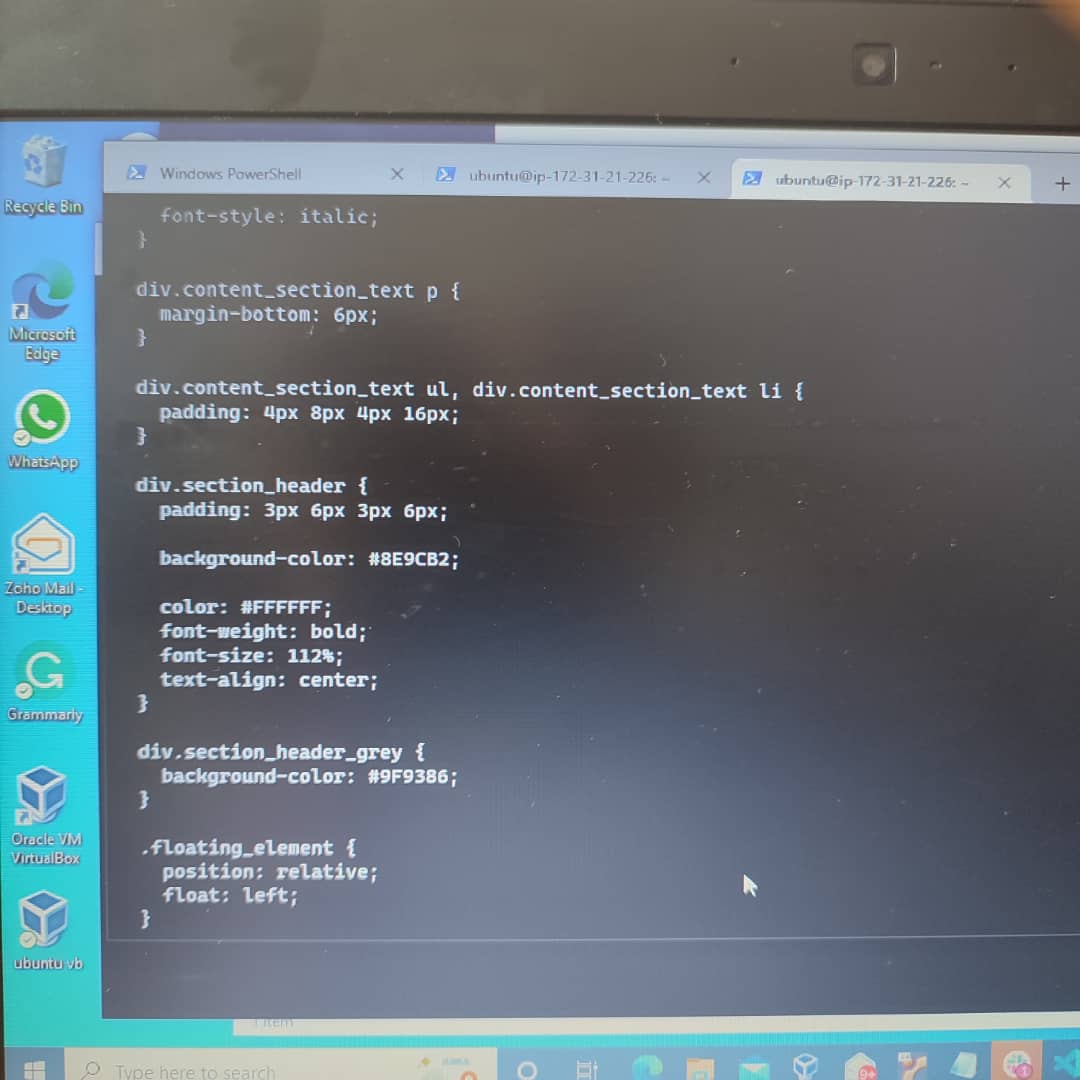 Recycle Bin
Microsoft
Edge
WhatsApp
Zoho Mail -
Desktop
Grammarly
Oracle VM
VirtualBox
ubuntu vb
Windows PowerShell
ubuntu@ip-172-31-21-226: ~
ubuntu@ip-172-31-21-226: ~
font-style: italic;
}
div.content_section_text p {
margin-bottom: 6px;
}
div.content_section_text ul, div.content_section_text li {
padding: 4px 8px 4px 16px;
}
div.section_header {
padding: 3px 6px 3px 6px;
background-color: #8E9CB2;
color: #FFFFFF;
font-weight: bold;
font-size: 112%;
text-align: center;
}
div.section_header_grey {
background-color: #9F9386;
}
.floating_element {
position: relative;
float: left;
}
1 item
Type here to search
9+
1